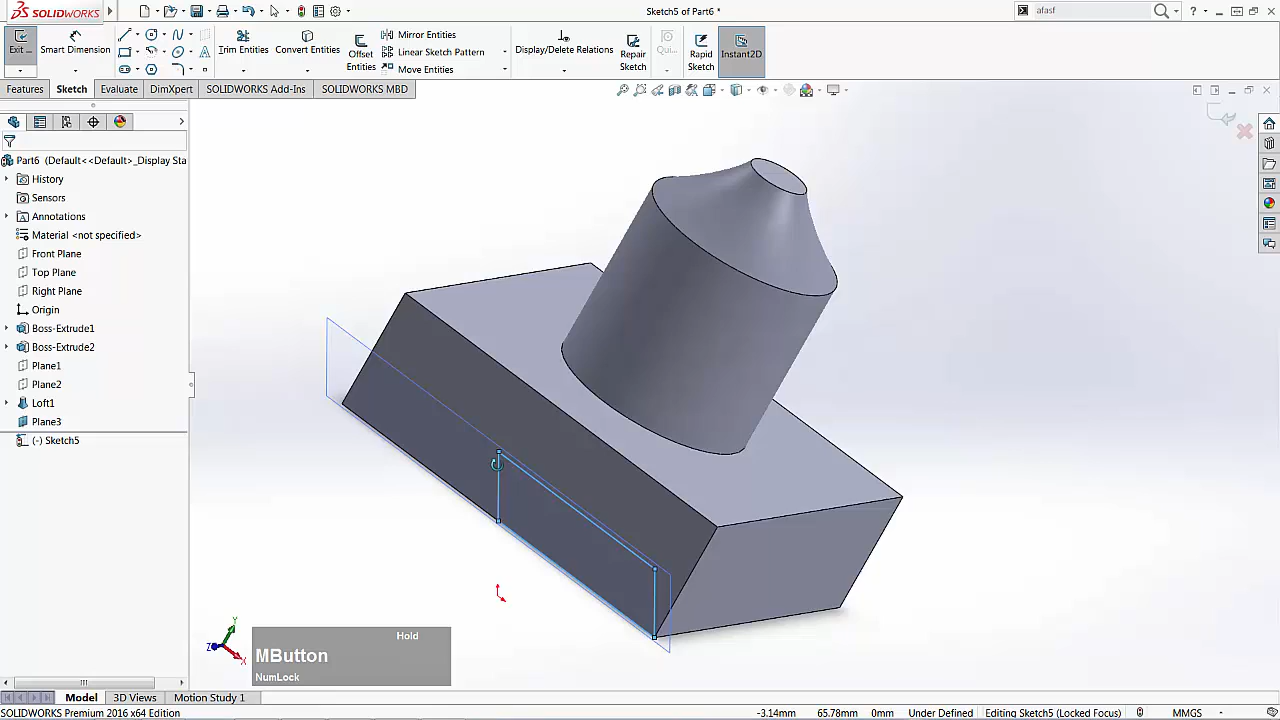 SOLIDWORKS
Sketch5 of Part6 *
afasf
Exit ...
Smart Dimension
Trim Entities
Convert Entities
Offset
Entities
Mirror Entities
Linear Sketch Pattern
Move Entities
Display/Delete Relations
Repair
Sketch
Qui...
Rapid
Sketch
Instant2D
Features
Sketch
Evaluate
DimXpert
SOLIDWORKS Add-Ins
SOLIDWORKS MBD
Part6 (Default<<Default>_Display Sta
History
Sensors
Annotations
Material <not specified>
Front Plane
Top Plane
Right Plane
Origin
Boss-Extrude1
Boss-Extrude2
Plane1
Plane2
Loft1
Plane3
(-) Sketch5
Y
Z
X
Hold
MButton
NumLock
Model
3D Views
Motion Study 1
SOLIDWORKS Premium 2016 x64 Edition
-3.14mm
65.78mm
0mm
Under Defined
Editing Sketch5 (Locked Focus)
MMGS